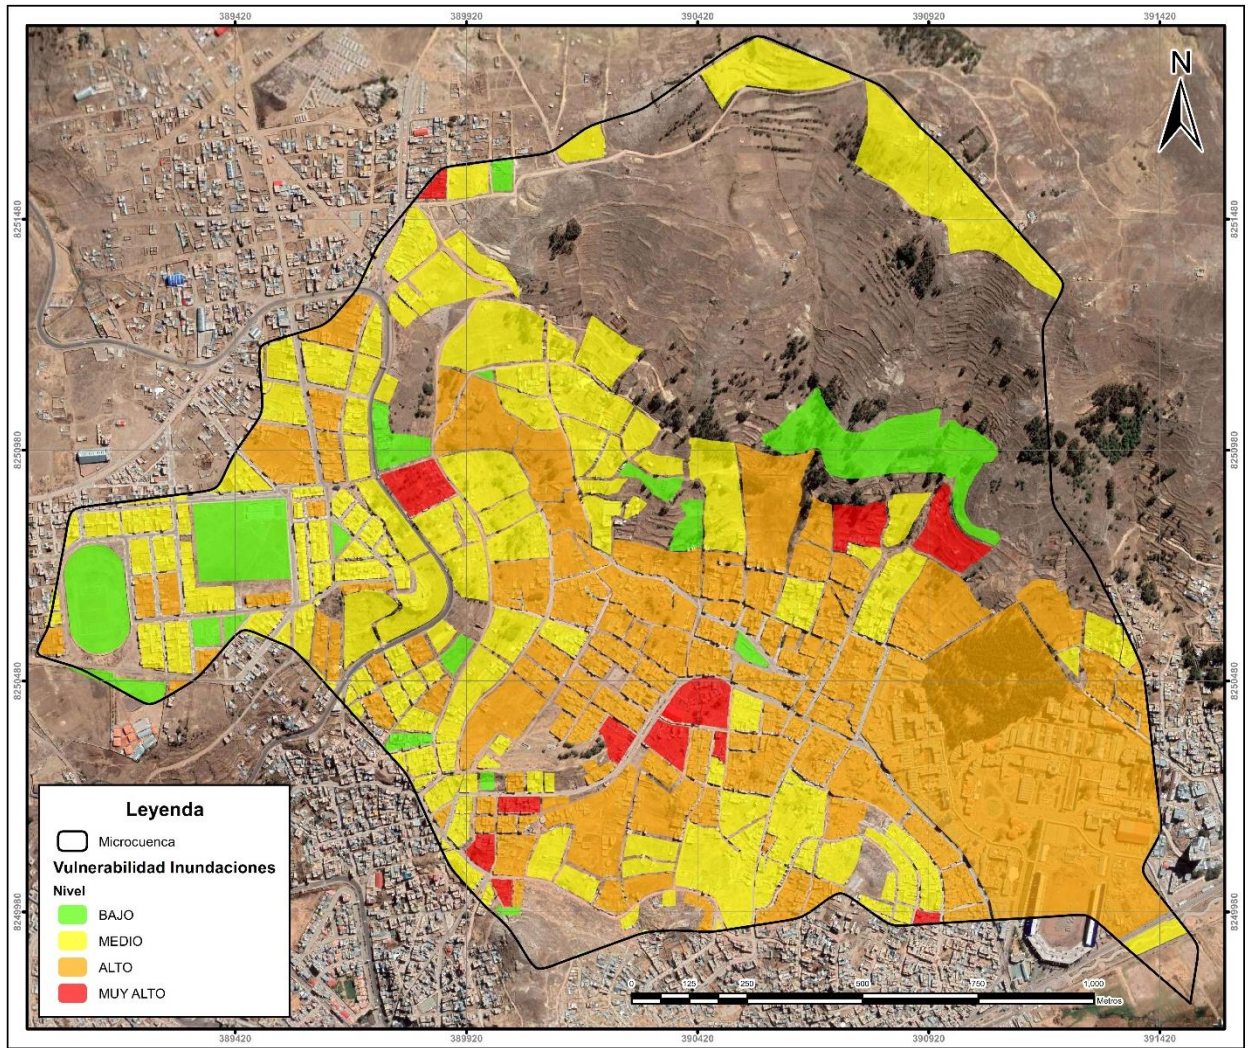 389420 389920 390420 390920 391420
N
8251480 8251480
8250980 8250980
8250480 8250480
8249980 8249980
Leyenda
Microcuenca
Vulnerabilidad Inundaciones
Nivel
BAJO
MEDIO
ALTO
MUY ALTO
0 125 250 500 750 1,000
Metros
389420 389920 390420 390920 391420